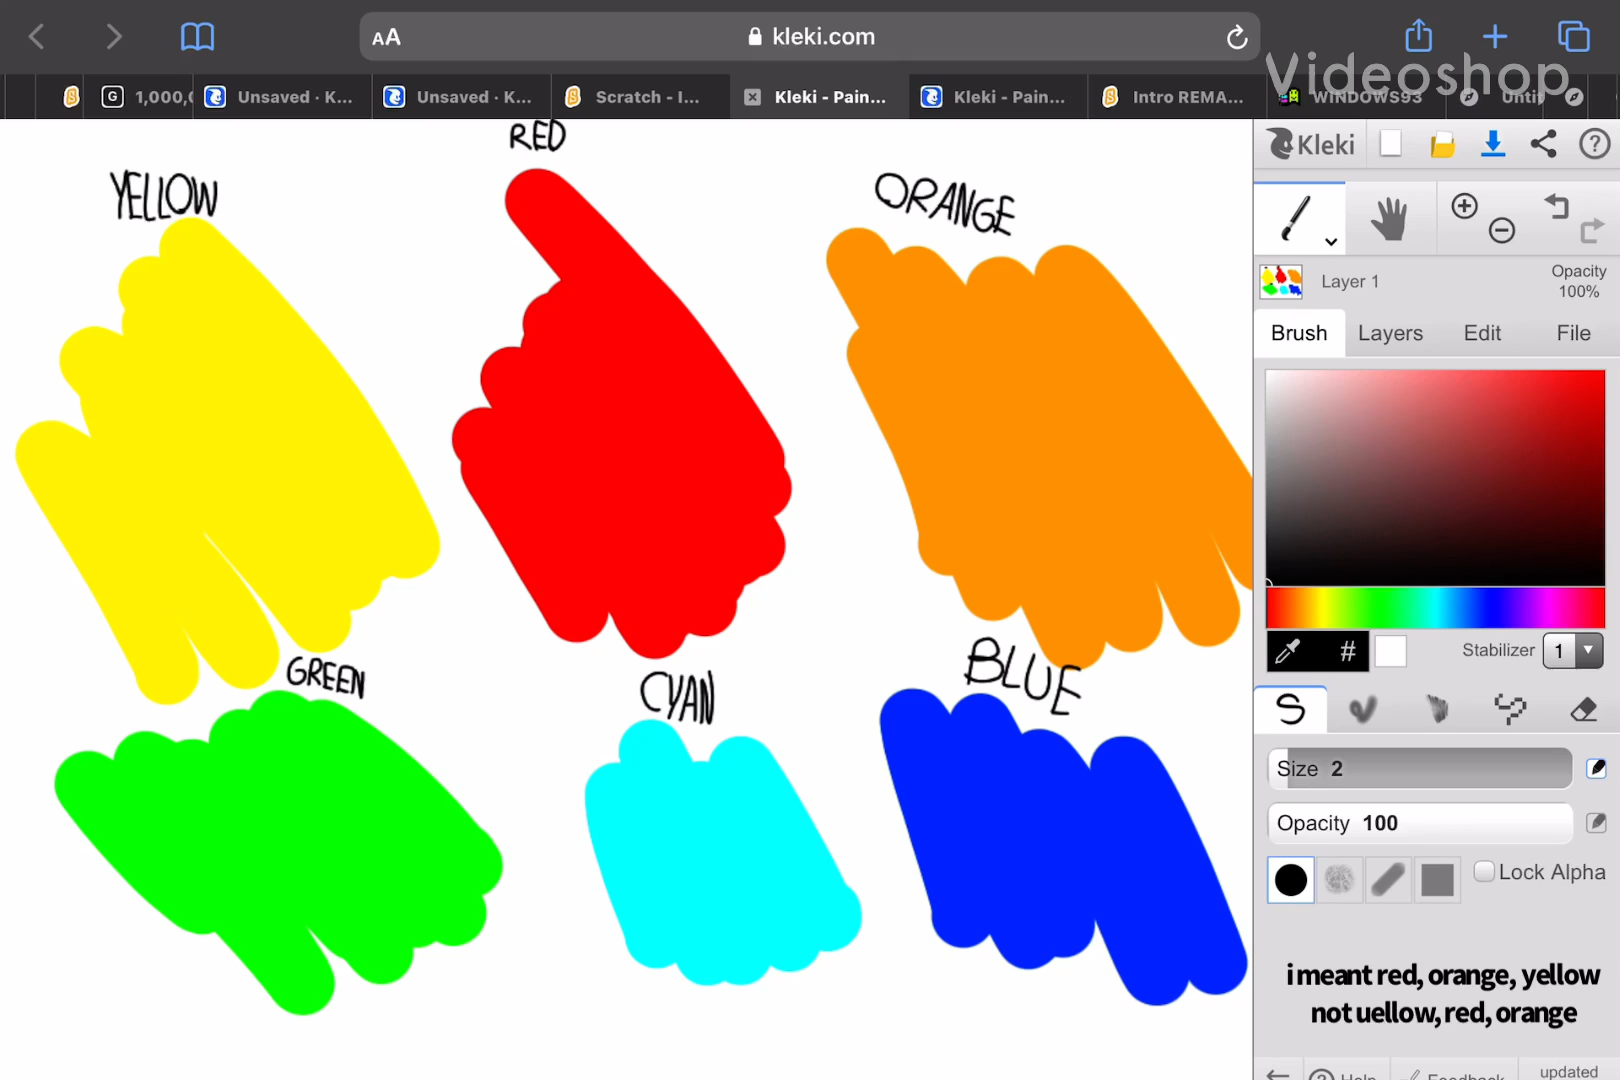 AA
kleki.com
Videoshop
G 1,000,
Unsaved · K...
Unsaved · K...
Scratch - I...
Kleki - Pain...
Kleki - Pain...
Intro REMA...
WINDOWS93
Kleki
RED
YELLOW
ORANGE
Layer 1
Opacity
100%
Brush
Layers
Edit
File
# Stabilizer 1
GREEN
CYAN
BLUE
Size 2
Opacity 100
Lock Alpha
i meant red, orange, yellow
not uellow, red, orange
Help
Feedback
updated